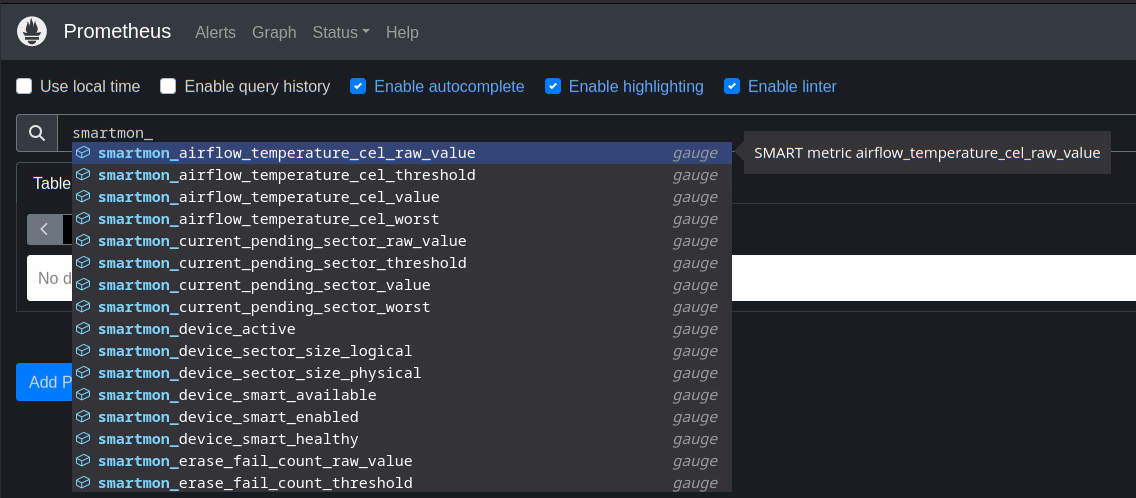 Prometheus Alerts Graph Status Help
Use local time Enable query history Enable autocomplete Enable highlighting Enable linter
smartmon_
smartmon_airflow_temperature_cel_raw_value gauge SMART metric airflow_temperature_cel_raw_value
smartmon_airflow_temperature_cel_threshold gauge
Table
smartmon_airflow_temperature_cel_value gauge
smartmon_airflow_temperature_cel_worst gauge
smartmon_current_pending_sector_raw_value gauge
smartmon_current_pending_sector_threshold gauge
No d
smartmon_current_pending_sector_value gauge
smartmon_current_pending_sector_worst gauge
smartmon_device_active gauge
smartmon_device_sector_size_logical gauge
smartmon_device_sector_size_physical gauge
Add P
smartmon_device_smart_available gauge
smartmon_device_smart_enabled gauge
smartmon_device_smart_healthy gauge
smartmon_erase_fail_count_raw_value gauge
smartmon_erase_fail_count_threshold gauge